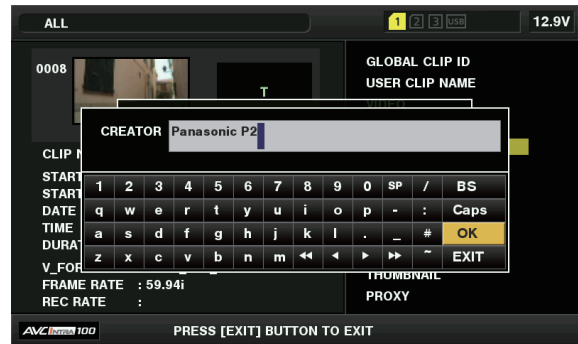 ALL
1 2 3 USB
12.9V
0008
T
GLOBAL CLIP ID
USER CLIP NAME
VIDEO
CREATOR Panasonic P2
CLIP N
START
START
DATE
TIME
DURAT
V_FOR
FRAME RATE : 59.94i
REC RATE :
1 2 3 4 5 6 7 8 9 0 SP / BS
q w e r t y u i o p - : Caps
a s d f g h j k l . _ # OK
z x c v b n m ◀◀ ◀ ▶ ▶▶ ~ EXIT
THUMBNAIL
PROXY
AVC INTRA 100
PRESS [EXIT] BUTTON TO EXIT